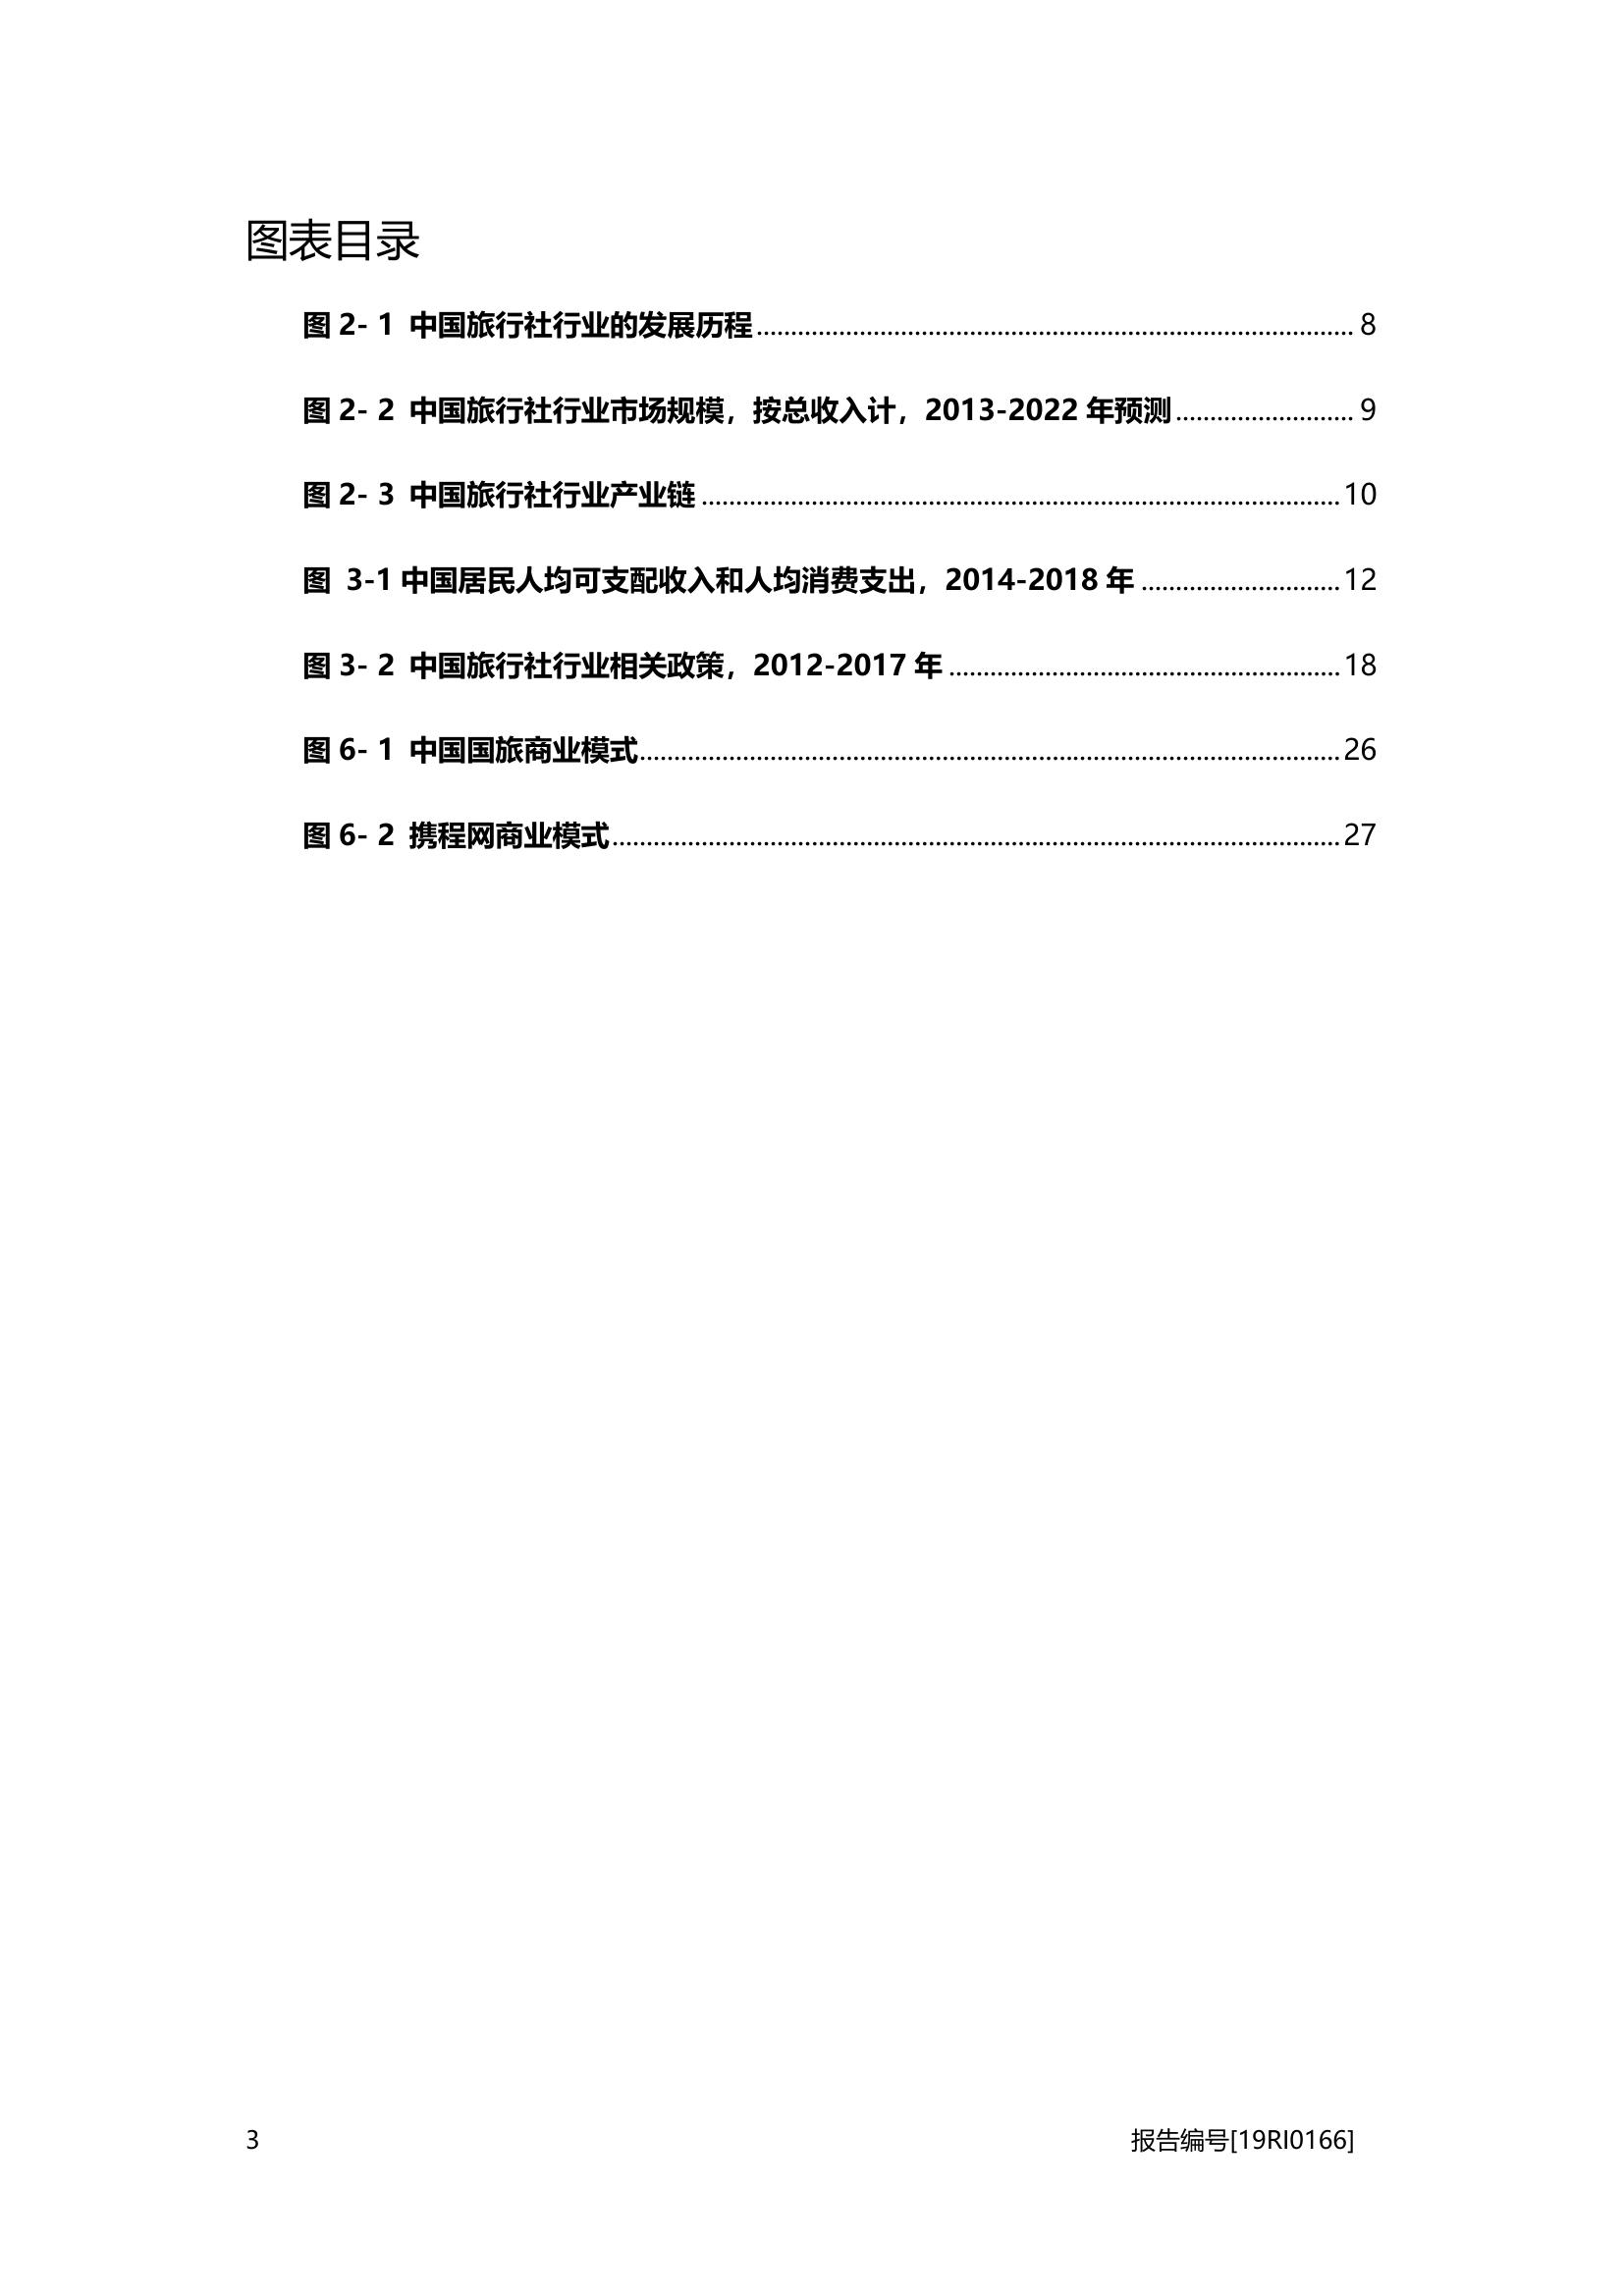 图表目录
图 2- 1 中国旅行社行业的发展历程........................................................................................ 8
图 2- 2 中国旅行社行业市场规模，按总收入计，2013-2022 年预测.......................... 9
图 2- 3 中国旅行社行业产业链.............................................................................................. 10
图 3-1 中国居民人均可支配收入和人均消费支出，2014-2018 年............................. 12
图 3- 2 中国旅行社行业相关政策，2012-2017 年......................................................... 18
图 6- 1 中国国旅商业模式....................................................................................................... 26
图 6- 2 携程网商业模式........................................................................................................... 27
3 报告编号[19RI0166]